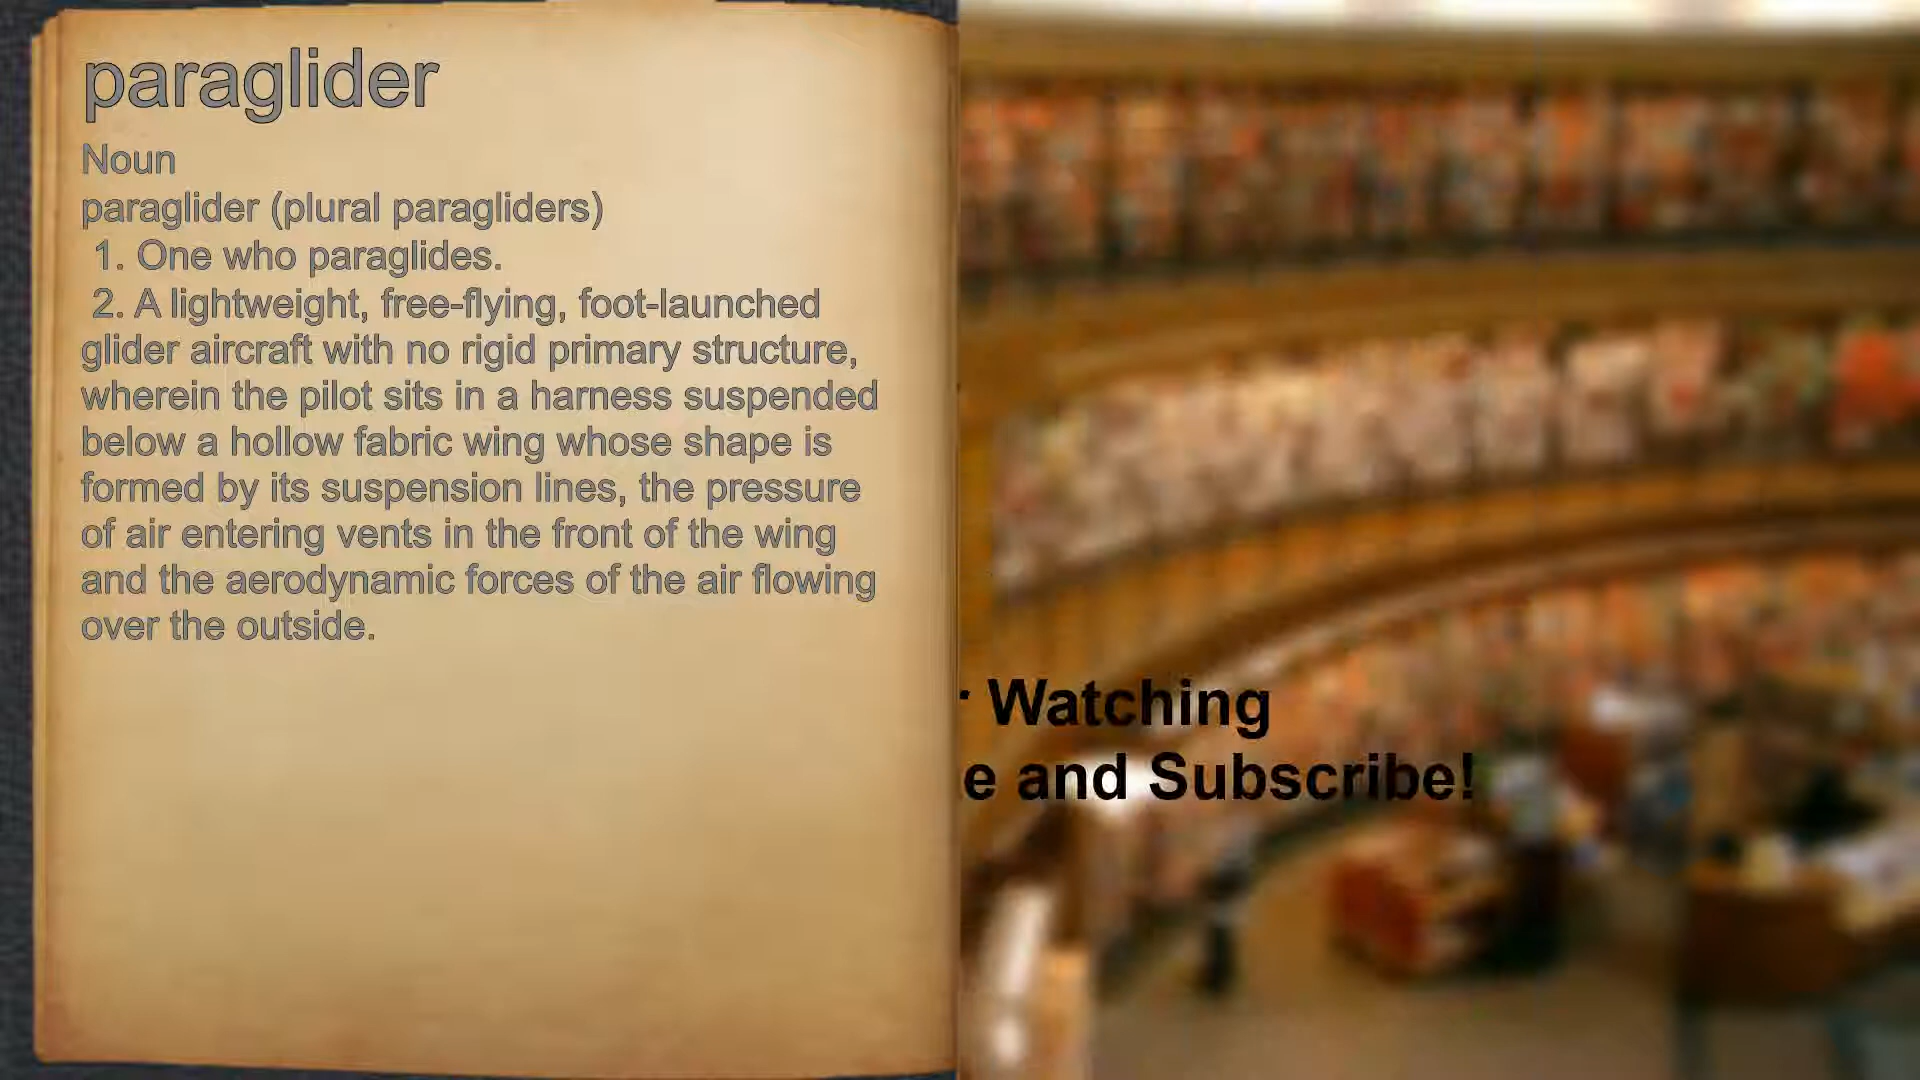 paraglider
Noun
paraglider (plural paragliders)
1. One who paraglides.
2. A lightweight, free-flying, foot-launched
glider aircraft with no rigid primary structure,
wherein the pilot sits in a harness suspended
below a hollow fabric wing whose shape is
formed by its suspension lines, the pressure
of air entering vents in the front of the wing
and the aerodynamic forces of the air flowing
over the outside.
Watching
and Subscribe!